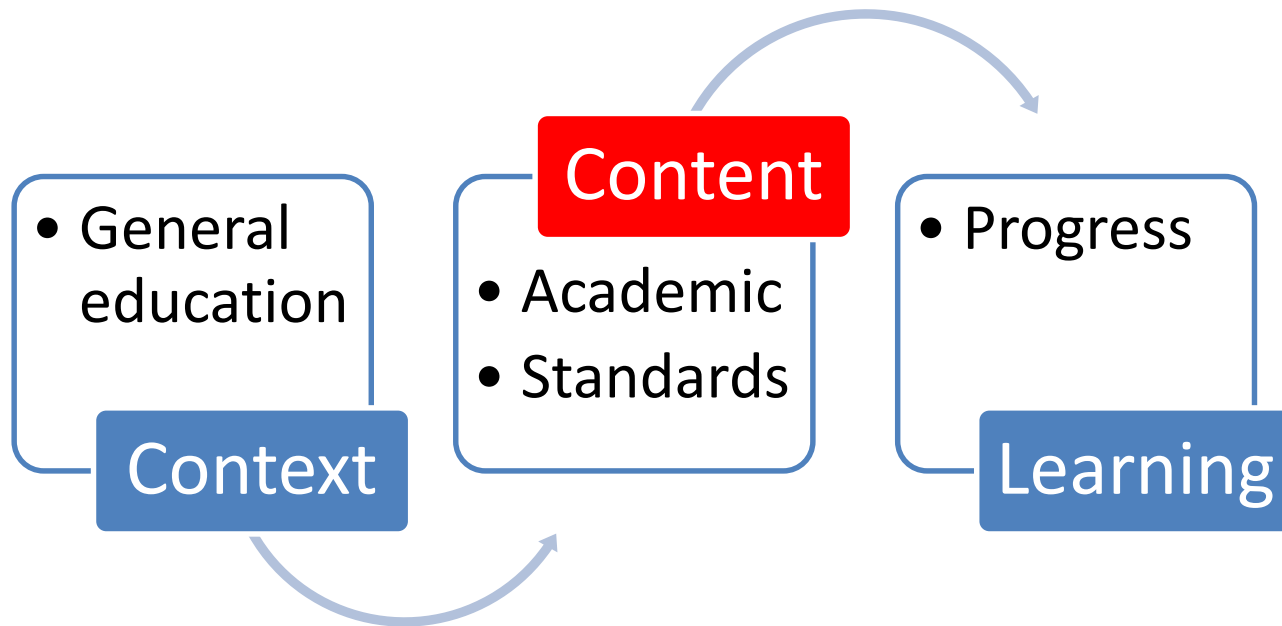 • General
education
Context
Content
• Academic
• Standards
• Progress
Learning